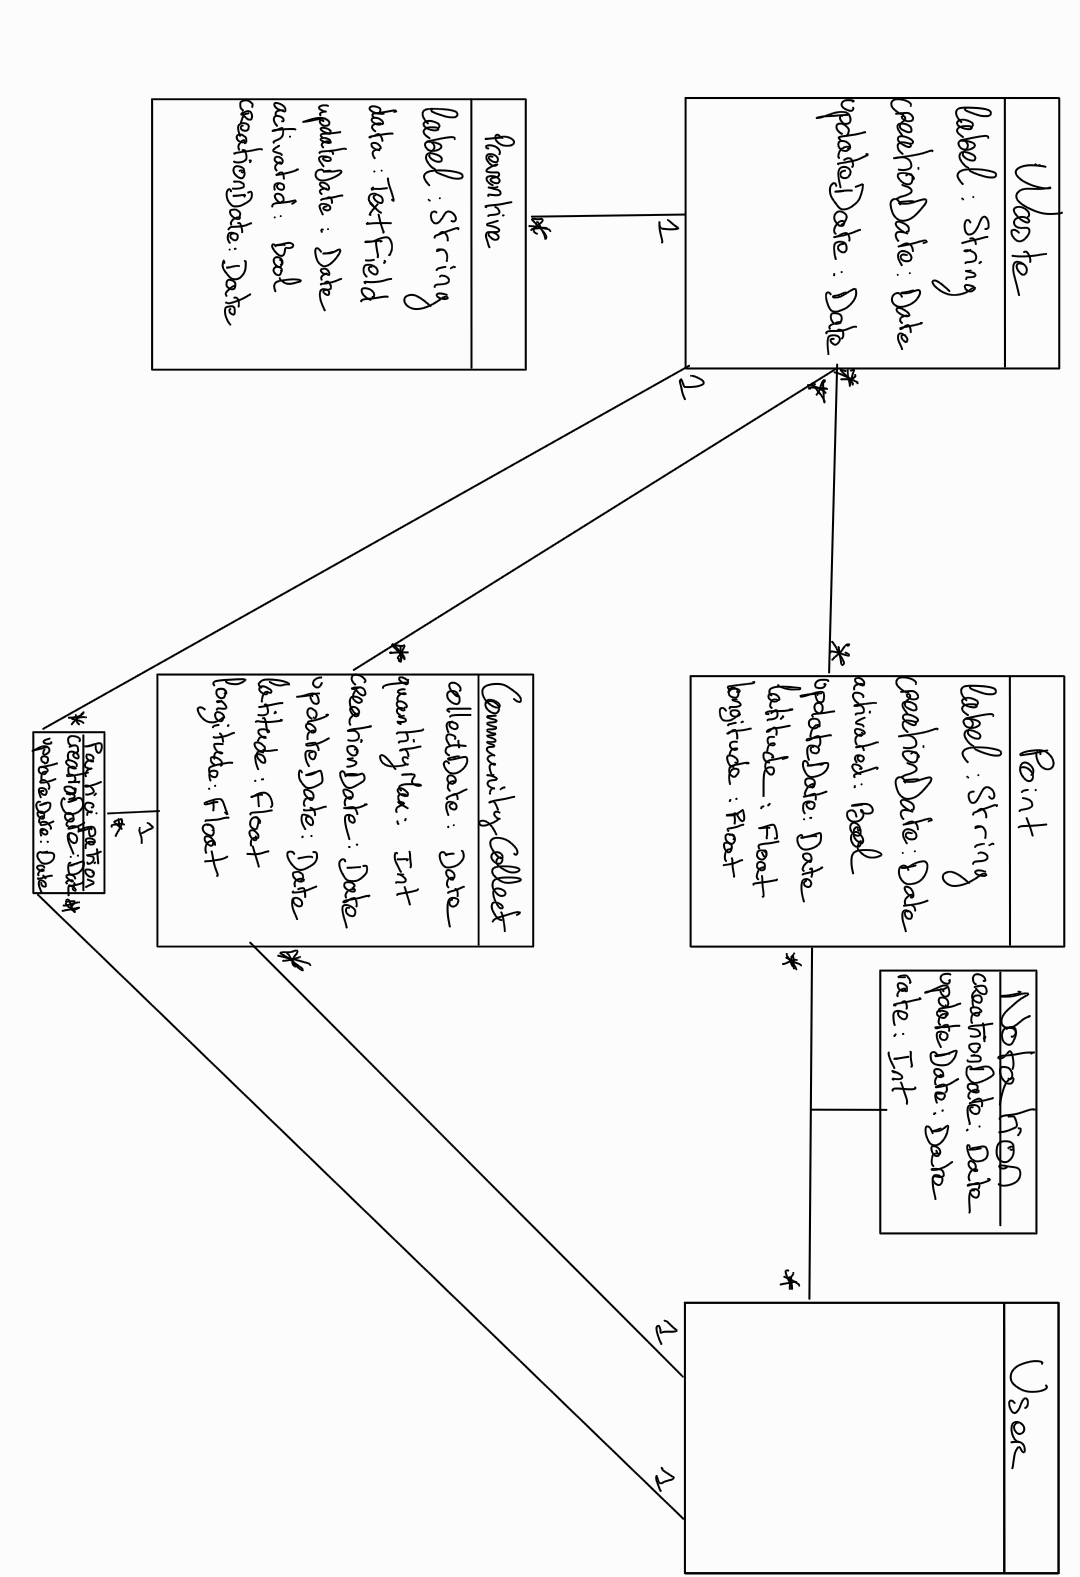 Waste
label : String
creationDate : Date
updateDate : Date
1
*
*
1
Preventive
*
label : String
data : TextField
updateDate : Date
activated : Bool
creationDate : Date
Point
*
label : String
creationDate : Date
activated : Bool
updateDate : Date
latitude : Float
longitude : Float
*
Notation
creationDate : Date
updateDate : Date
rate : Int
*
User
1
1
CommunityCollect
*
collectDate : Date
quantityMax : Int
creationDate : Date
updateDate : Date
latitude : Float
longitude : Float
*
1
Participation
*
*
*
creationDate : Date
updateDate : Date